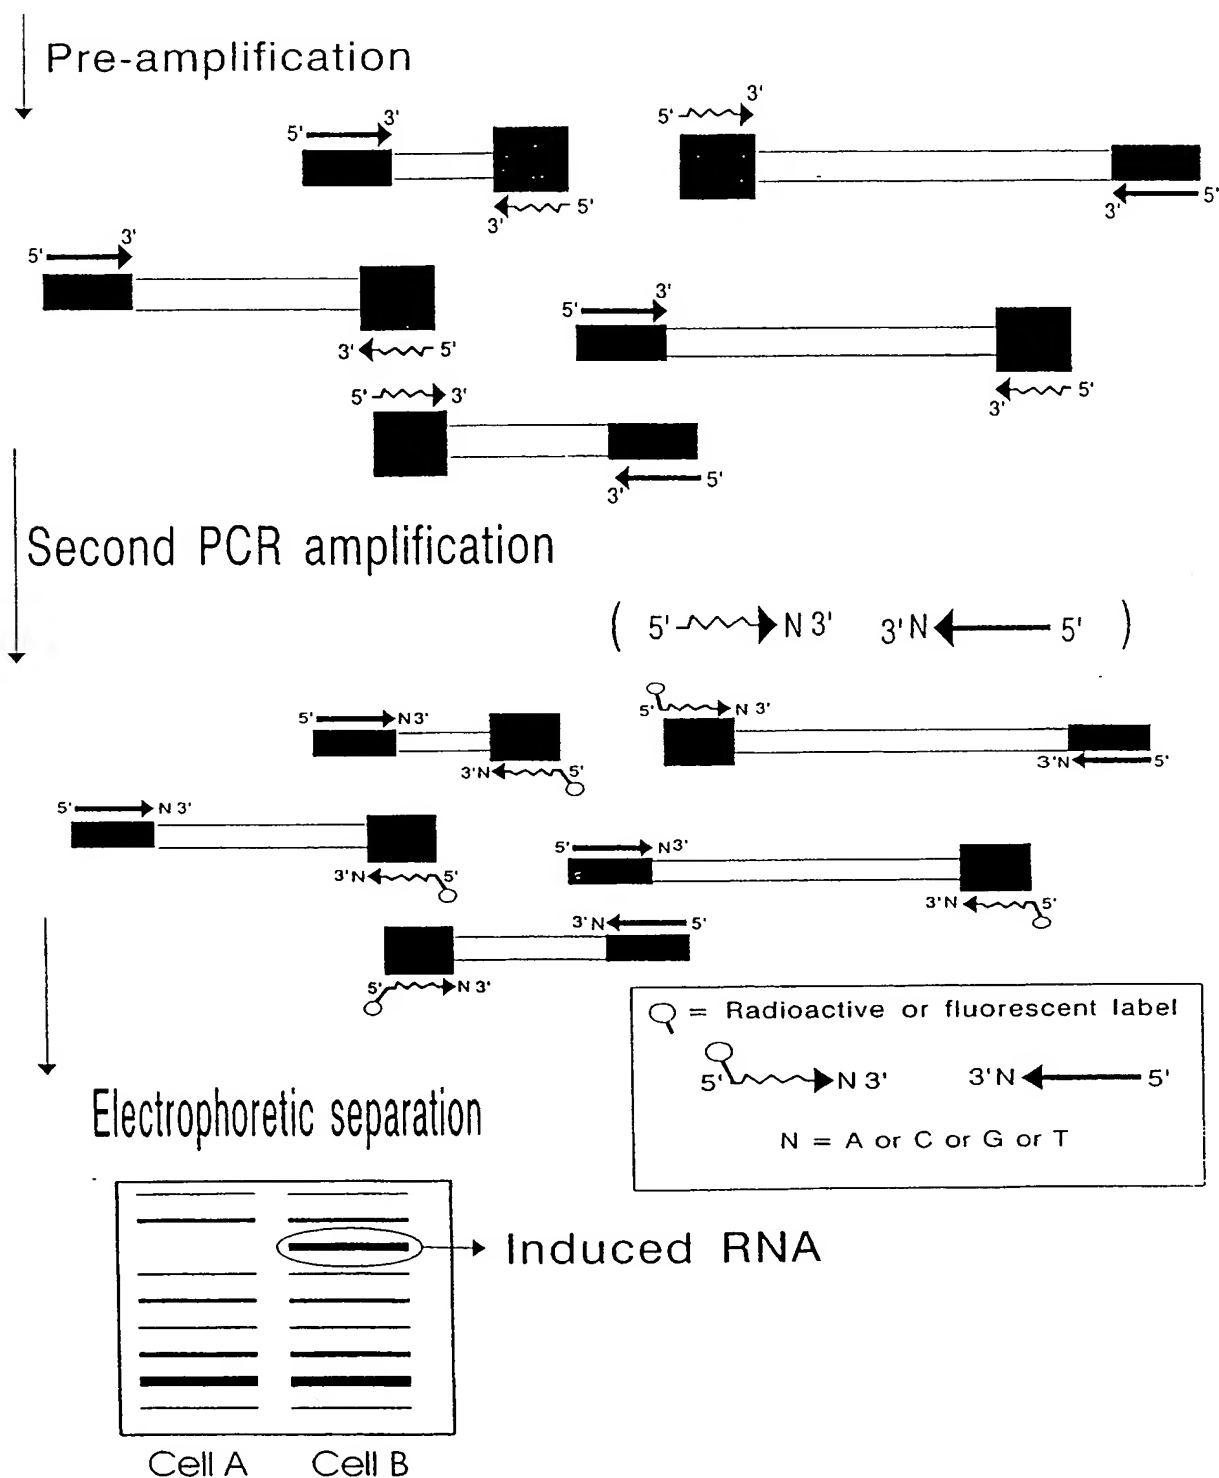 Pre-amplification
5' 3'
3' 5'
5' 3'
3' 5'
5' 3'
3' 5'
5' 3'
3' 5'
5' 3'
3' 5'
Second PCR amplification
( 5' N 3' 3'N 5' )
5' N3'
3'N 5'
5' N 3'
3'N 5'
5' N 3'
3'N 5'
5' N3'
3'N 5'
3'N 5'
5' N 3'
= Radioactive or fluorescent label
5' N 3' 3'N 5'
N = A or C or G or T
Electrophoretic separation
Induced RNA
Cell A Cell B